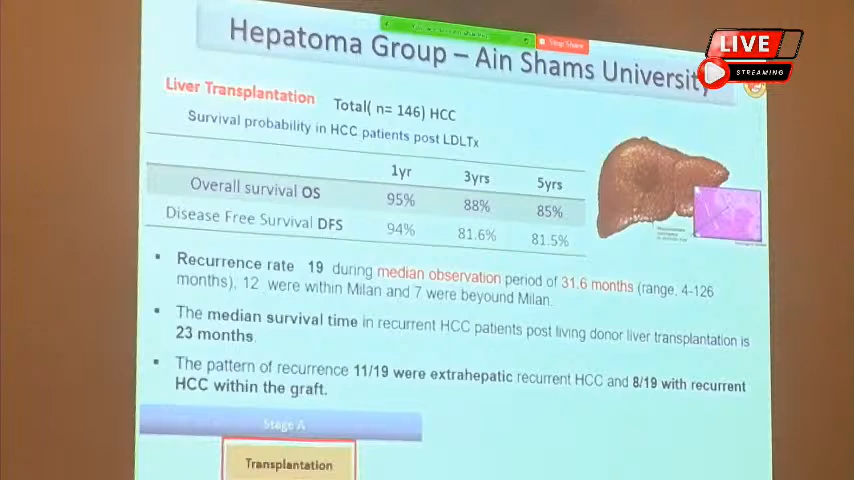 Stop Share
LIVE
STREAMING
Hepatoma Group – Ain Shams University
Liver Transplantation Total( n= 146) HCC
Survival probability in HCC patients post LDLTx
1yr 3yrs 5yrs
Overall survival OS 95% 88% 85%
Disease Free Survival DFS 94% 81.6% 81.5%
▪ Recurrence rate 19 during median observation period of 31.6 months (range, 4-126
months), 12 were within Milan and 7 were beyound Milan.
▪ The median survival time in recurrent HCC patients post living donor liver transplantation is
23 months.
▪ The pattern of recurrence 11/19 were extrahepatic recurrent HCC and 8/19 with recurrent
HCC within the graft.
Stage A
Transplantation